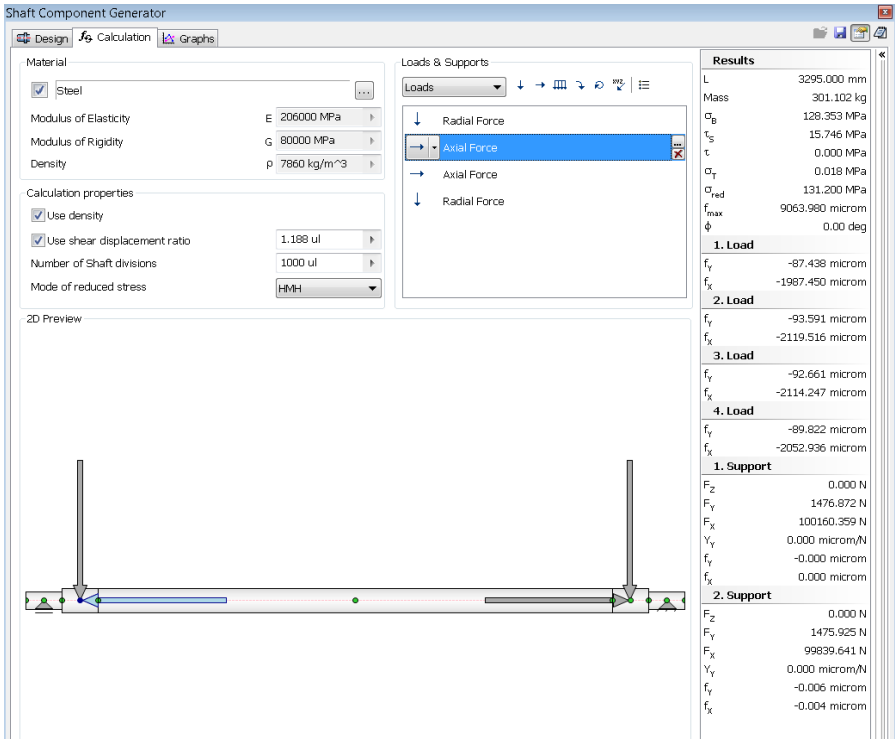 Shaft Component Generator
Design
Calculation
Graphs
Material
Steel
...
Modulus of Elasticity E 206000 MPa
Modulus of Rigidity G 80000 MPa
Density ρ 7860 kg/m^3
Calculation properties
Use density
Use shear displacement ratio 1.188 ul
Number of Shaft divisions 1000 ul
Mode of reduced stress HMH
Loads & Supports
Loads
Radial Force
Axial Force
Axial Force
Radial Force
2D Preview
Results
L 3295.000 mm
Mass 301.102 kg
σB 128.353 MPa
τS 15.746 MPa
τ 0.000 MPa
σT 0.018 MPa
σred 131.200 MPa
fmax 9063.980 microm
ϕ 0.00 deg
1. Load
fY -87.438 microm
fX -1987.450 microm
2. Load
fY -93.591 microm
fX -2119.516 microm
3. Load
fY -92.661 microm
fX -2114.247 microm
4. Load
fY -89.822 microm
fX -2052.936 microm
1. Support
FZ 0.000 N
FY 1476.872 N
FX 100160.359 N
YY 0.000 microm/N
fY -0.000 microm
fX 0.000 microm
2. Support
FZ 0.000 N
FY 1475.925 N
FX 99839.641 N
YY 0.000 microm/N
fY -0.006 microm
fX -0.004 microm